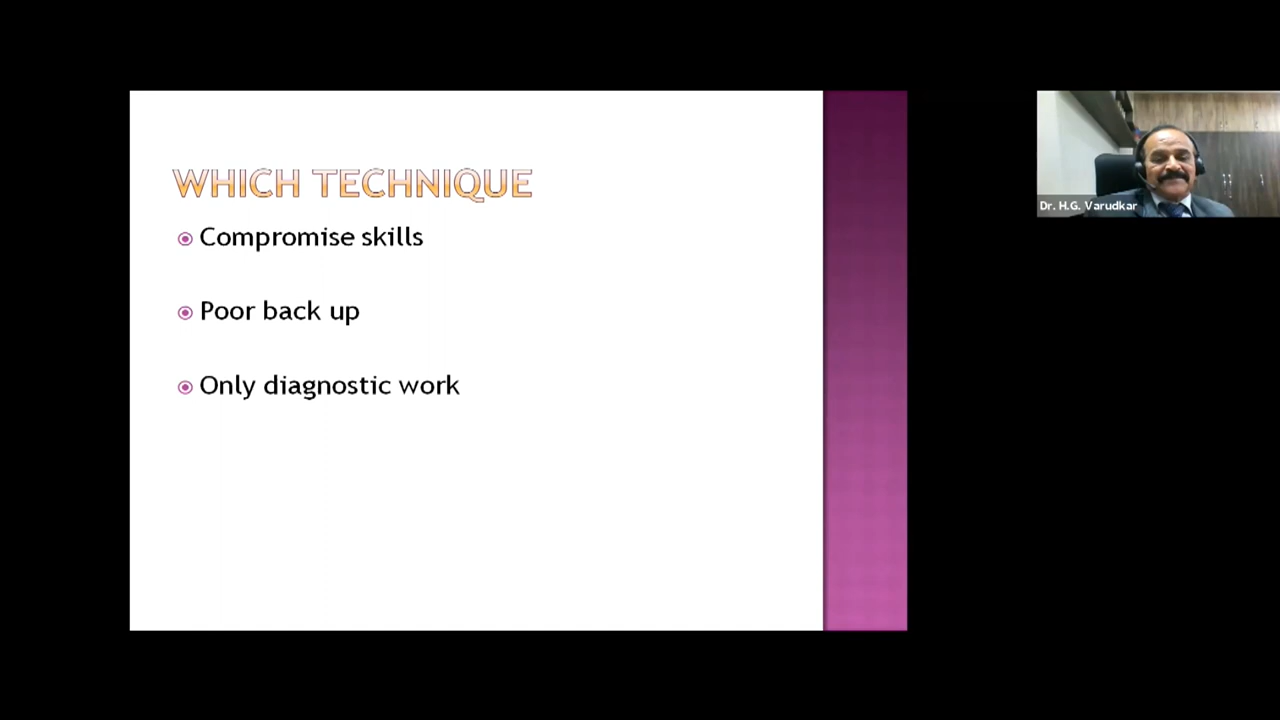 WHICH TECHNIQUE
Compromise skills
Poor back up
Only diagnostic work
Dr. H.G. Varudkar